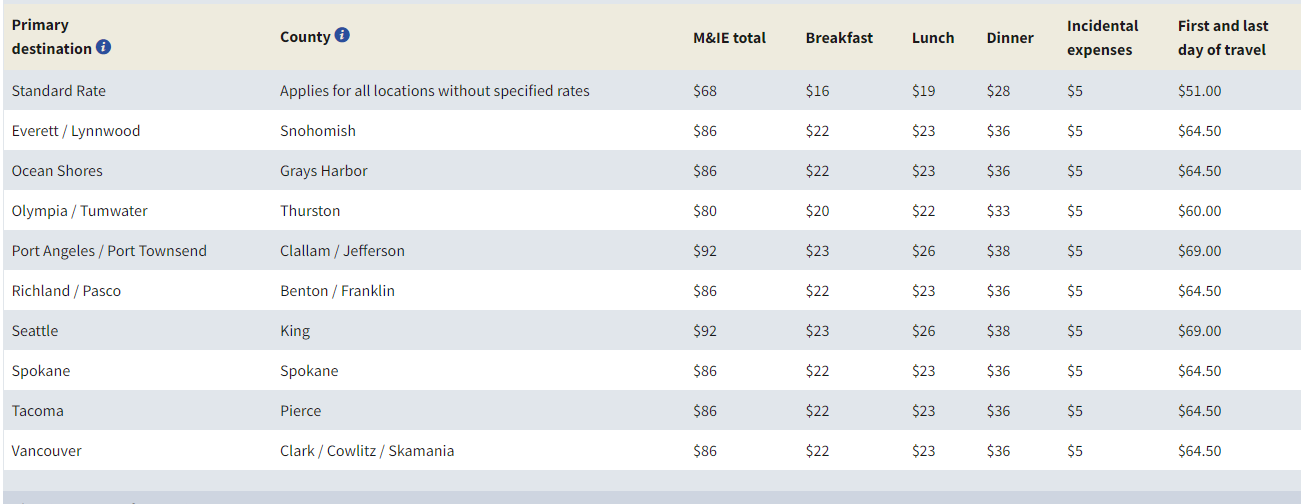 Primary destination i County i M&IE total Breakfast Lunch Dinner Incidental expenses First and last day of travel
Standard Rate Applies for all locations without specified rates $68 $16 $19 $28 $5 $51.00
Everett / Lynnwood Snohomish $86 $22 $23 $36 $5 $64.50
Ocean Shores Grays Harbor $86 $22 $23 $36 $5 $64.50
Olympia / Tumwater Thurston $80 $20 $22 $33 $5 $60.00
Port Angeles / Port Townsend Clallam / Jefferson $92 $23 $26 $38 $5 $69.00
Richland / Pasco Benton / Franklin $86 $22 $23 $36 $5 $64.50
Seattle King $92 $23 $26 $38 $5 $69.00
Spokane Spokane $86 $22 $23 $36 $5 $64.50
Tacoma Pierce $86 $22 $23 $36 $5 $64.50
Vancouver Clark / Cowlitz / Skamania $86 $22 $23 $36 $5 $64.50